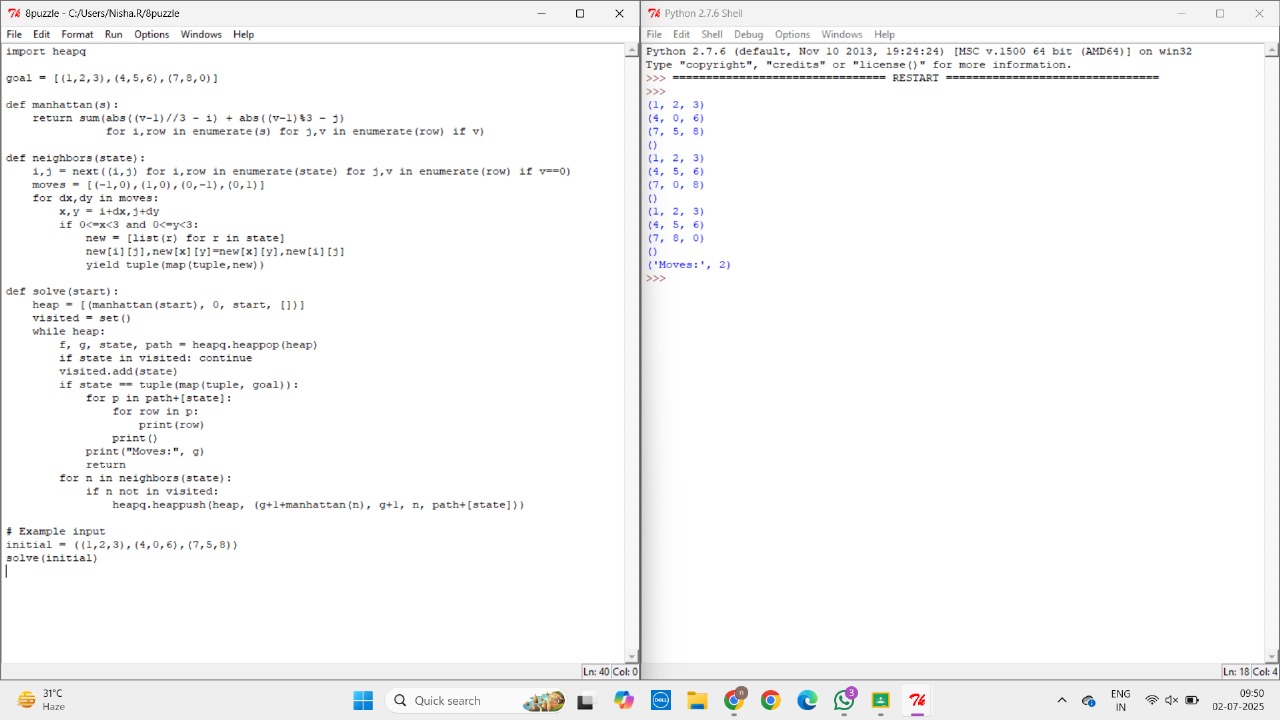 8puzzle - C:/Users/Nisha.R/8puzzle
File Edit Format Run Options Windows Help
import heapq
goal = [(1,2,3),(4,5,6),(7,8,0)]
def manhattan(s):
    return sum(abs((v-1)//3 - i) + abs((v-1)%3 - j)
               for i,row in enumerate(s) for j,v in enumerate(row) if v)
def neighbors(state):
    i,j = next((i,j) for i,row in enumerate(state) for j,v in enumerate(row) if v==0)
    moves = [(-1,0),(1,0),(0,-1),(0,1)]
    for dx,dy in moves:
        x,y = i+dx,j+dy
        if 0<=x<3 and 0<=y<3:
            new = [list(r) for r in state]
            new[i][j],new[x][y]=new[x][y],new[i][j]
            yield tuple(map(tuple,new))
def solve(start):
    heap = [(manhattan(start), 0, start, [])]
    visited = set()
    while heap:
        f, g, state, path = heapq.heappop(heap)
        if state in visited: continue
        visited.add(state)
        if state == tuple(map(tuple, goal)):
            for p in path+[state]:
                for row in p:
                    print(row)
                print()
            print("Moves:", g)
            return
        for n in neighbors(state):
            if n not in visited:
                heapq.heappush(heap, (g+1+manhattan(n), g+1, n, path+[state]))
# Example input
initial = ((1,2,3),(4,0,6),(7,5,8))
solve(initial)
Ln: 40 Col: 0
Python 2.7.6 Shell
File Edit Shell Debug Options Windows Help
Python 2.7.6 (default, Nov 10 2013, 19:24:24) [MSC v.1500 64 bit (AMD64)] on win32
Type "copyright", "credits" or "license()" for more information.
>>> ================================ RESTART ================================
>>>
(1, 2, 3)
(4, 0, 6)
(7, 5, 8)
()
(1, 2, 3)
(4, 5, 6)
(7, 0, 8)
()
(1, 2, 3)
(4, 5, 6)
(7, 8, 0)
()
('Moves:', 2)
>>>
Ln: 18 Col: 4
31°C
Haze
Quick search
DELL
3
ENG
IN
09:50
02-07-2025